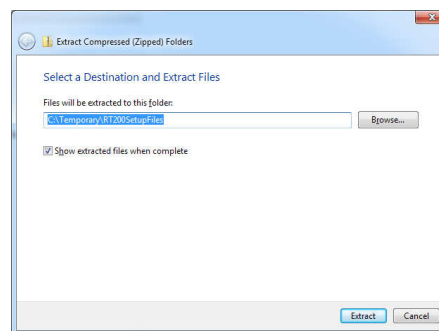 Extract Compressed (Zipped) Folders
Select a Destination and Extract Files
Files will be extracted to this folder:
C:\Temporary\RT200SetupFiles
Browse...
Show extracted files when complete
Extract
Cancel